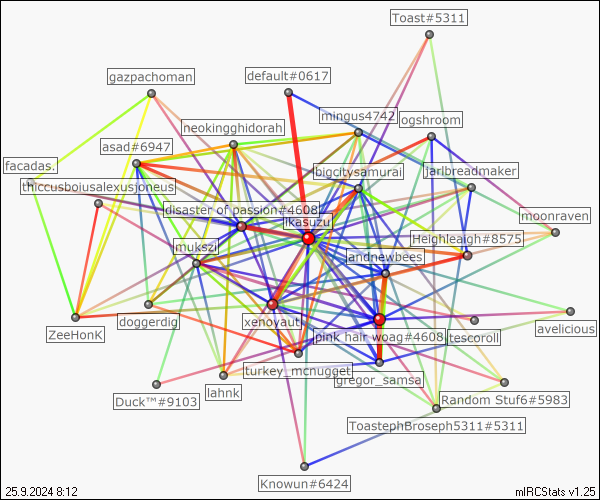 Toast#5311
gazpachoman
default#0617
mingus4742
ogshroom
neokingghidorah
asad#6947
facadas.
bigcitysamurai
jarlbreadmaker
thiccusboiusalexusjoneus
disaster of passion#4608
ikasuzu
moonraven
mukszi
Heighleaigh#8575
andnewbees
ZeeHonK
doggerdig
xenoyaut
pink hair woag#4608
tescoroll
avelicious
turkey_mcnugget
gregor_samsa
lahnk
Duck™#9103
Random Stuf6#5983
ToastephBroseph5311#5311
Knowun#6424
25.9.2024 8:12
mIRCStats v1.25